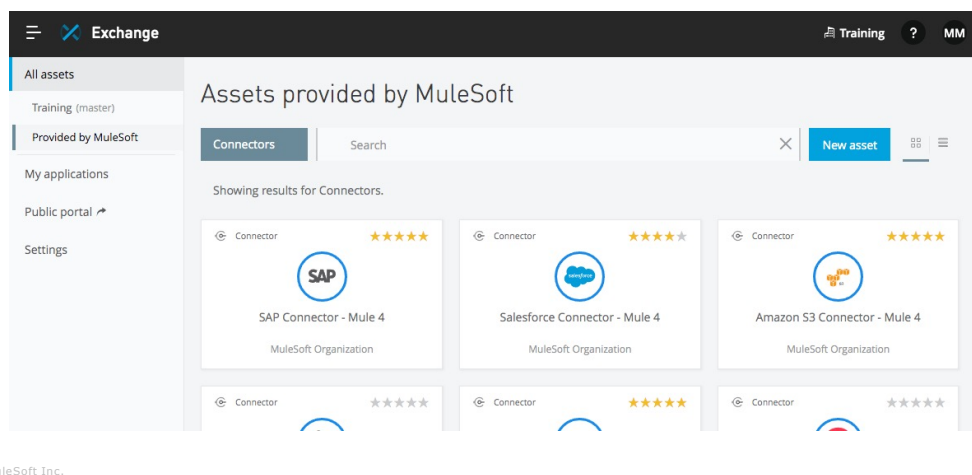 Exchange
Training
?
MM
All assets
Training (master)
Provided by MuleSoft
My applications
Public portal
Settings
Assets provided by MuleSoft
Connectors
Search
New asset
Showing results for Connectors.
Connector
SAP
SAP Connector - Mule 4
MuleSoft Organization
Connector
salesforce
Salesforce Connector - Mule 4
MuleSoft Organization
Connector
Amazon S3 Connector - Mule 4
MuleSoft Organization
Connector
Connector
Connector
uleSoft Inc.